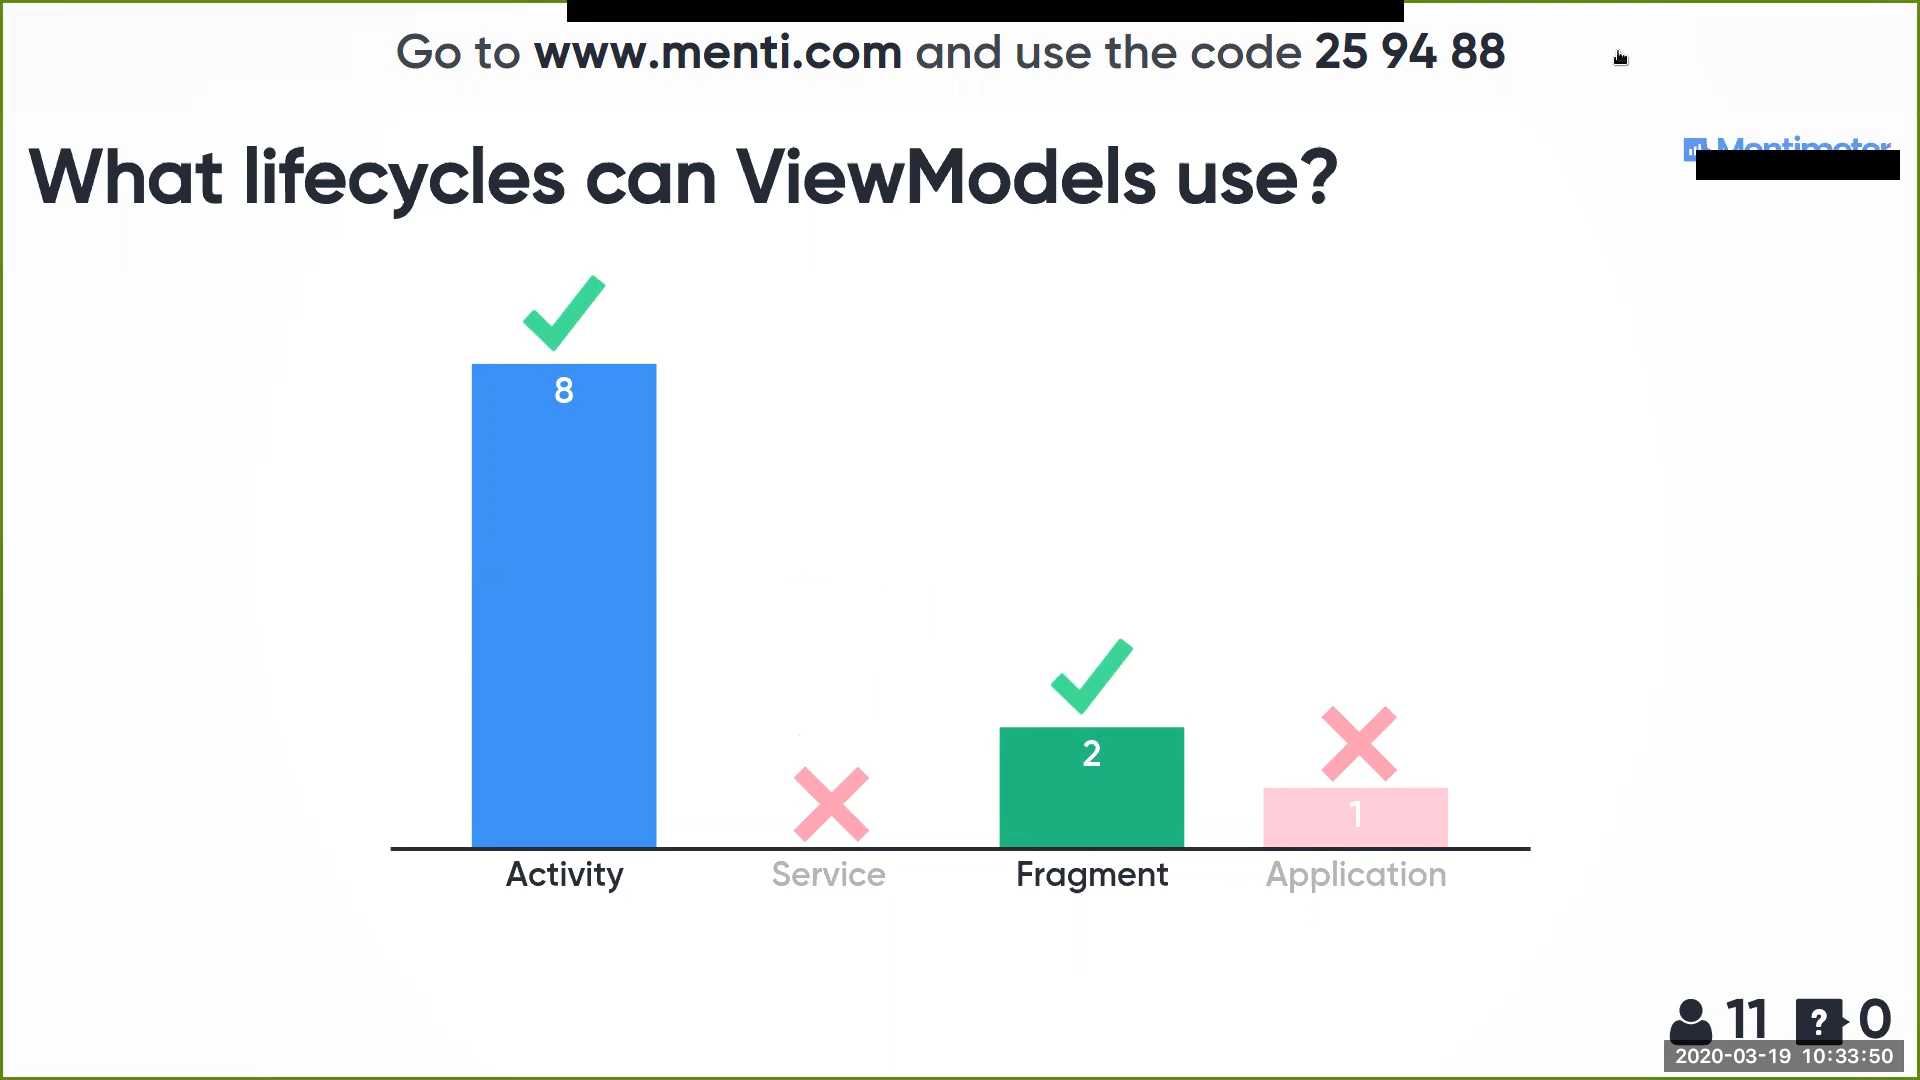 Go to www.menti.com and use the code 25 94 88
What lifecycles can ViewModels use?
Mentimeter
8
2
1
Activity
Service
Fragment
Application
11
?
0
2020-03-19 10:33:50